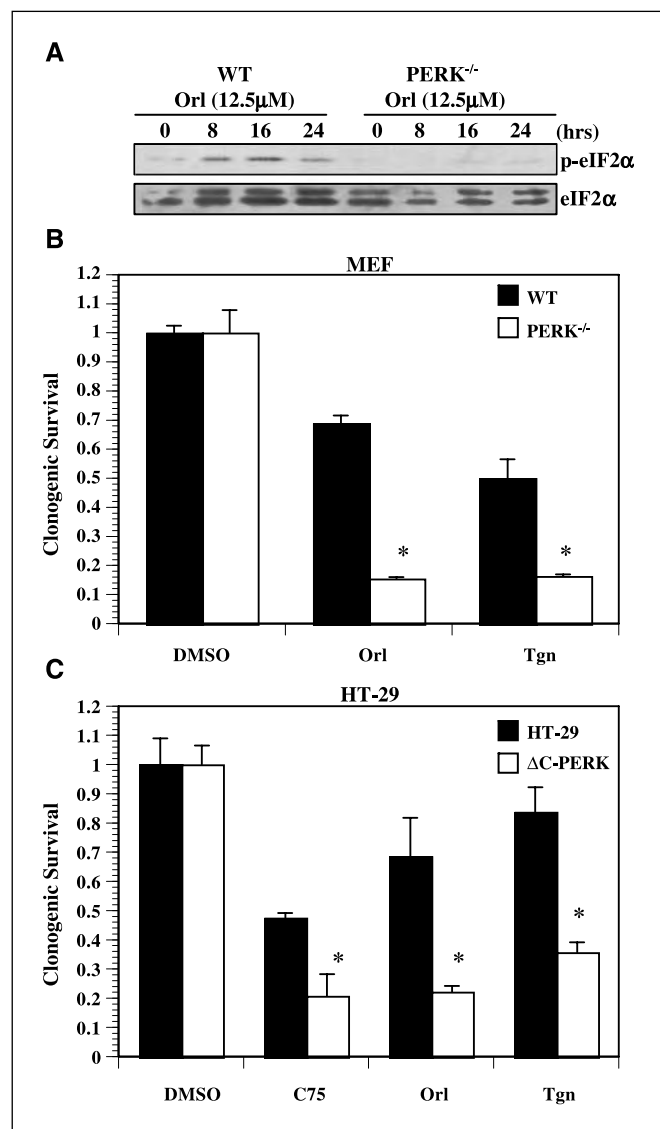 A
WT PERK⁻/⁻
Orl (12.5μM) Orl (12.5μM)
0 8 16 24 0 8 16 24 (hrs)
p-eIF2α
eIF2α
B
MEF
1.2
1.1
1
0.9
0.8
0.7
0.6
0.5
0.4
0.3
0.2
0.1
0
Clonogenic Survival
WT
PERK⁻/⁻
*
*
DMSO Orl Tgn
C
HT-29
1.2
1.1
1
0.9
0.8
0.7
0.6
0.5
0.4
0.3
0.2
0.1
0
Clonogenic Survival
HT-29
ΔC-PERK
*
*
*
DMSO C75 Orl Tgn